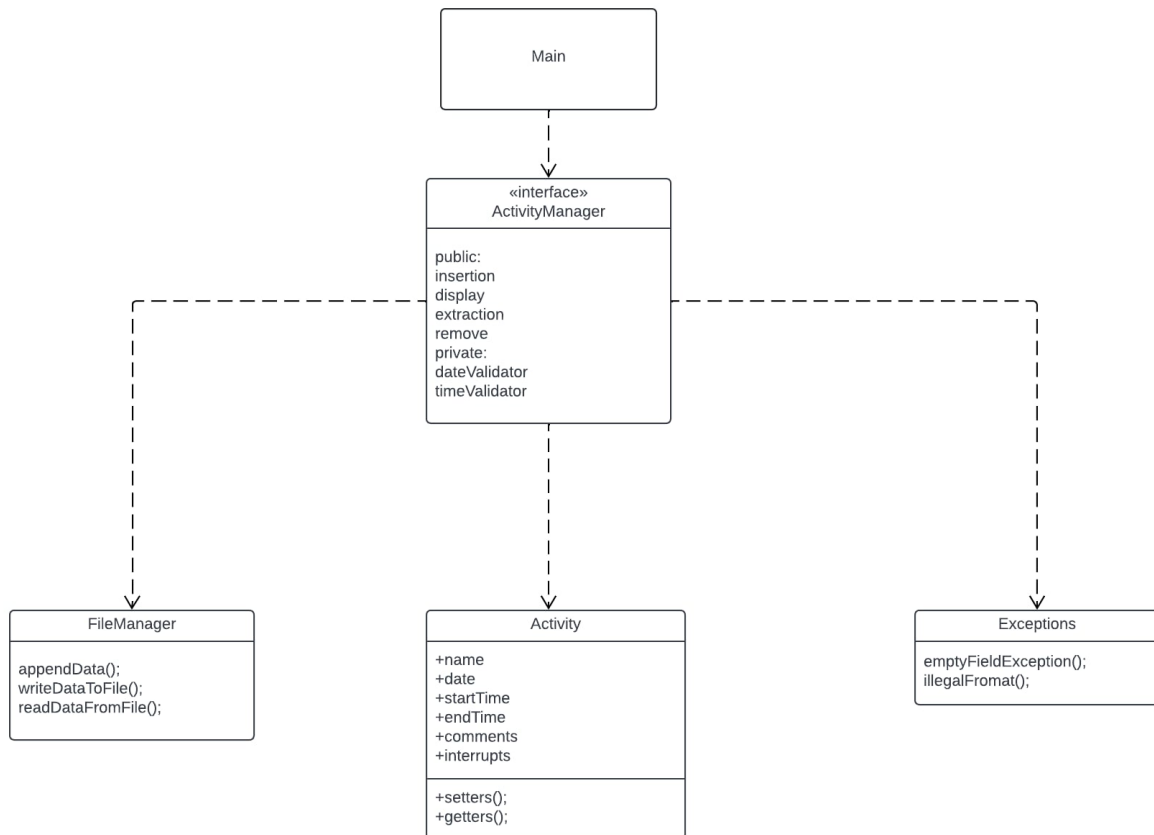 Main
«interface»
ActivityManager
public:
insertion
display
extraction
remove
private:
dateValidator
timeValidator
FileManager
appendData();
writeDataToFile();
readDataFromFile();
Activity
+name
+date
+startTime
+endTime
+comments
+interrupts
+setters();
+getters();
Exceptions
emptyFieldException();
illegalFromat();